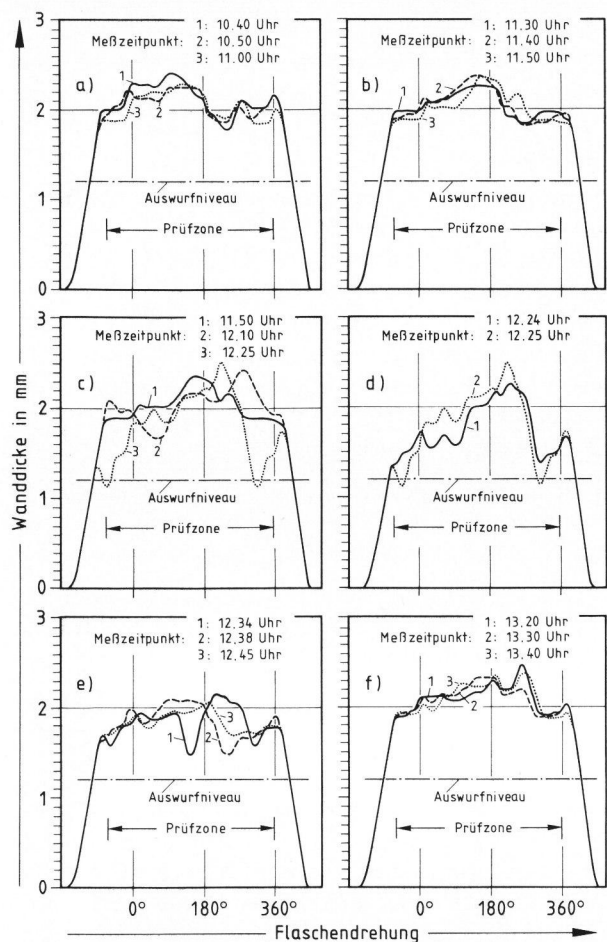 1: 10.40 Uhr
Meßzeitpunkt: 2: 10.50 Uhr
3: 11.00 Uhr
a)
1
3
2
Auswurfniveau
Prüfzone
3
2
1
0
1: 11.30 Uhr
Meßzeitpunkt: 2: 11.40 Uhr
3: 11.50 Uhr
b)
1
2
3
Auswurfniveau
Prüfzone
1: 11.50 Uhr
Meßzeitpunkt: 2: 12.10 Uhr
3: 12.25 Uhr
c)
1
3
2
Auswurfniveau
Prüfzone
3
2
1
0
1: 12.24 Uhr
Meßzeitpunkt: 2: 12.25 Uhr
d)
2
1
Auswurfniveau
Prüfzone
1: 12.34 Uhr
Meßzeitpunkt: 2: 12.38 Uhr
3: 12.45 Uhr
e)
3
1
2
Auswurfniveau
Prüfzone
3
2
1
0
1: 13.20 Uhr
Meßzeitpunkt: 2: 13.30 Uhr
3: 13.40 Uhr
f)
1
3
2
Auswurfniveau
Prüfzone
Wanddicke in mm
0° 180° 360°
0° 180° 360°
Flaschendrehung